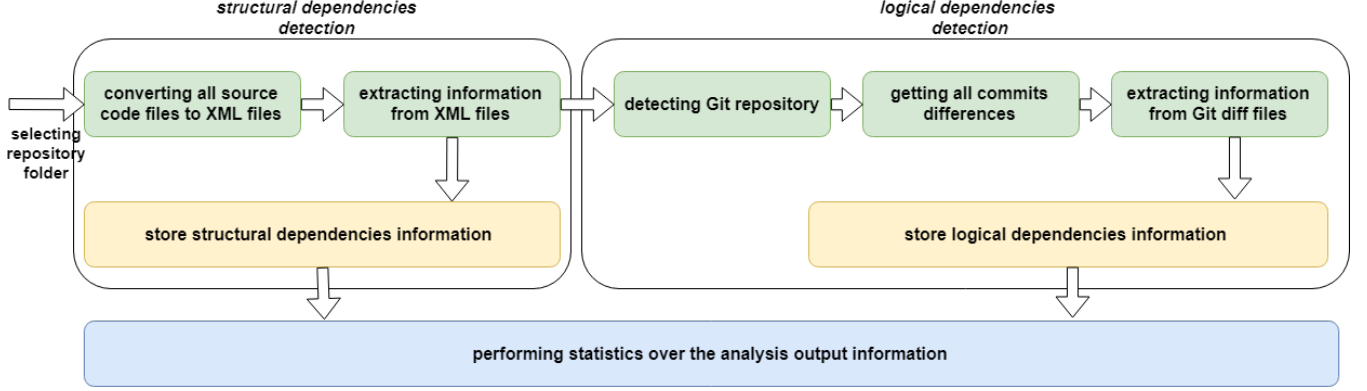 structural dependencies
detection
logical dependencies
detection
converting all source
code files to XML files
extracting information
from XML files
detecting Git repository
getting all commits
differences
extracting information
from Git diff files
selecting
repository
folder
store structural dependencies information
store logical dependencies information
performing statistics over the analysis output information